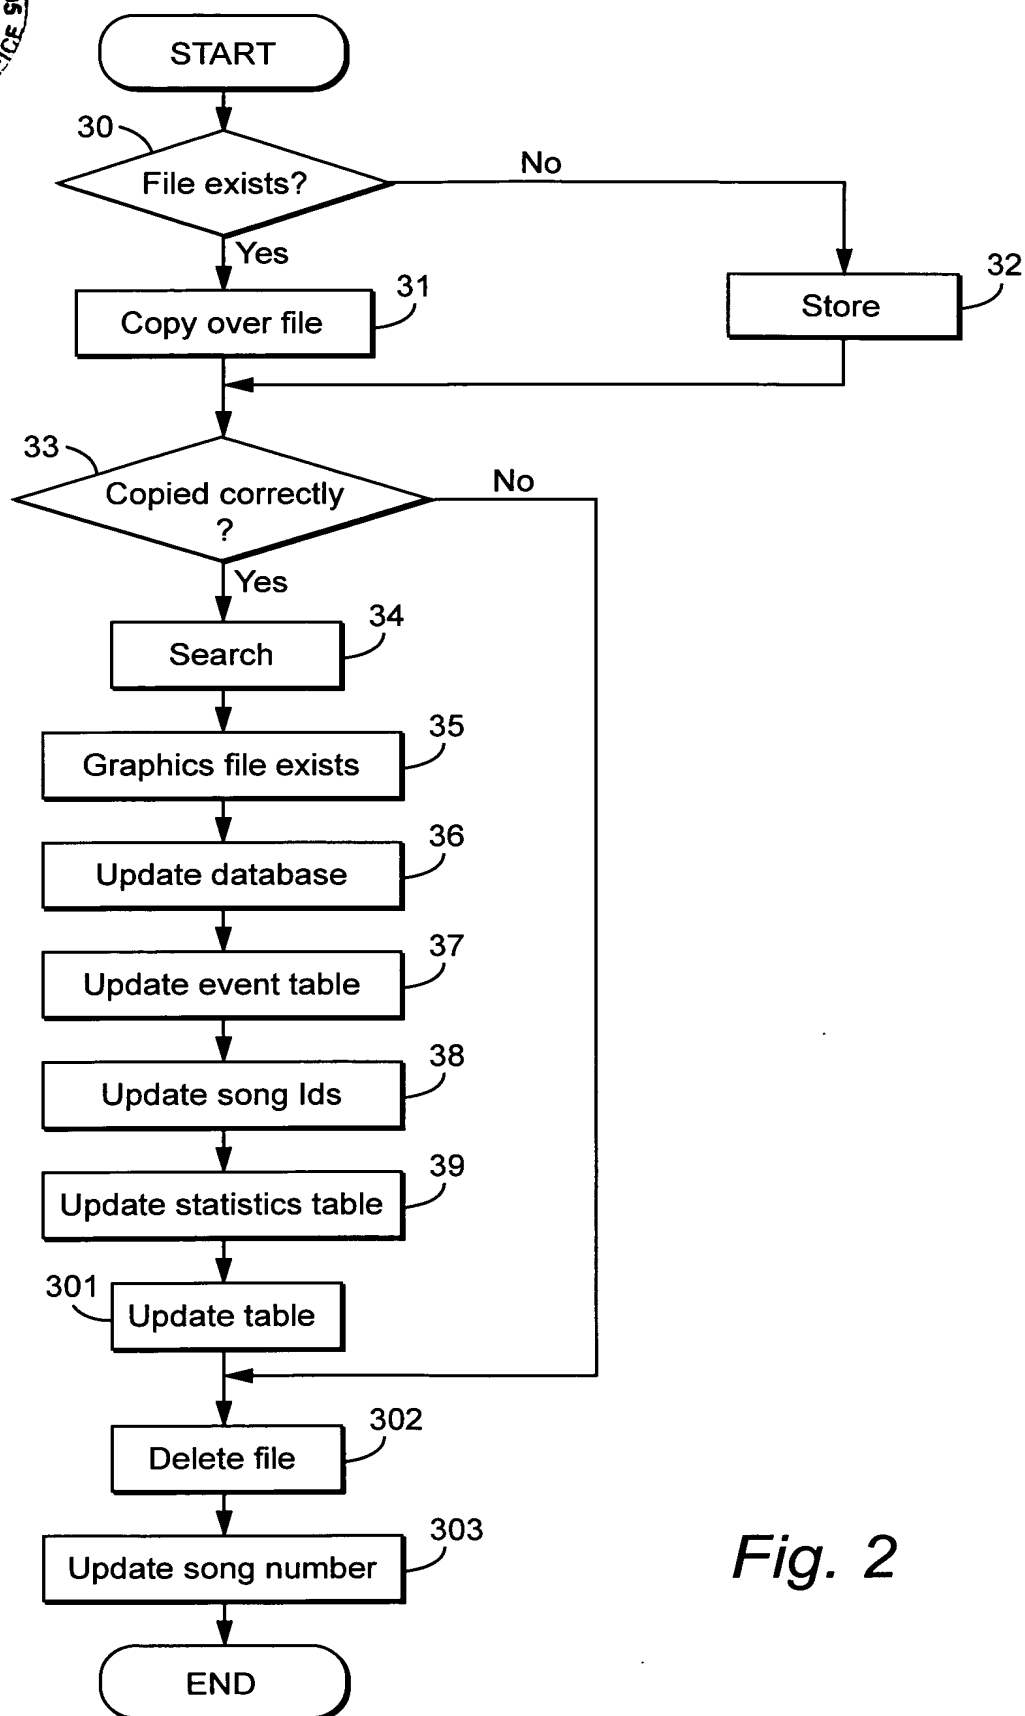 START
30
File exists?
No
Yes
31
Copy over file
32
Store
33
Copied correctly
?
No
Yes
34
Search
35
Graphics file exists
36
Update database
37
Update event table
38
Update song Ids
39
Update statistics table
301
Update table
302
Delete file
303
Update song number
END
Fig. 2